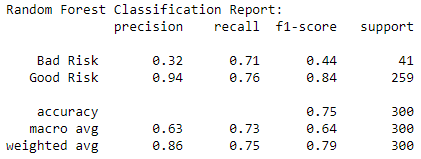 Random Forest Classification Report:
precision recall f1-score support
Bad Risk 0.32 0.71 0.44 41
Good Risk 0.94 0.76 0.84 259
accuracy 0.75 300
macro avg 0.63 0.73 0.64 300
weighted avg 0.86 0.75 0.79 300